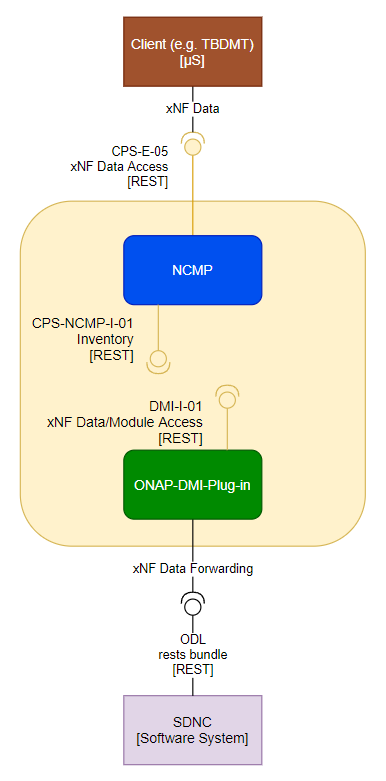 Client (e.g. TBDMT)
[µS]
xNF Data
CPS-E-05
xNF Data Access
[REST]
NCMP
CPS-NCMP-I-01
Inventory
[REST]
DMI-I-01
xNF Data/Module Access
[REST]
ONAP-DMI-Plug-in
xNF Data Forwarding
ODL
rests bundle
[REST]
SDNC
[Software System]